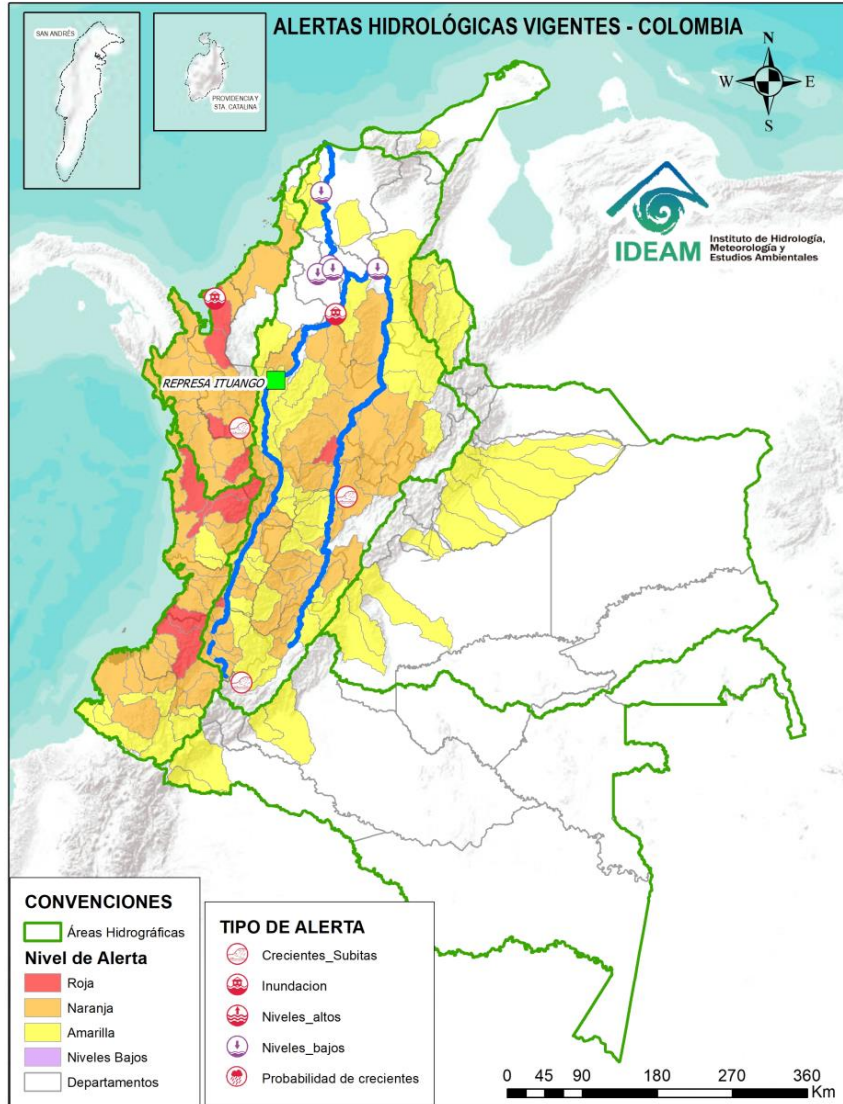 ALERTAS HIDROLÓGICAS VIGENTES - COLOMBIA
SAN ANDRÉS
PROVIDENCIA Y
STA. CATALINA
N
W E
S
IDEAM
Instituto de Hidrología,
Meteorología y
Estudios Ambientales
REPRESA ITUANGO
CONVENCIONES
Áreas Hidrográficas
Nivel de Alerta
Roja
Naranja
Amarilla
Niveles Bajos
Departamentos
TIPO DE ALERTA
Crecientes_Subitas
Inundacion
Niveles_altos
Niveles_bajos
Probabilidad de crecientes
0 45 90 180 270 360
Km